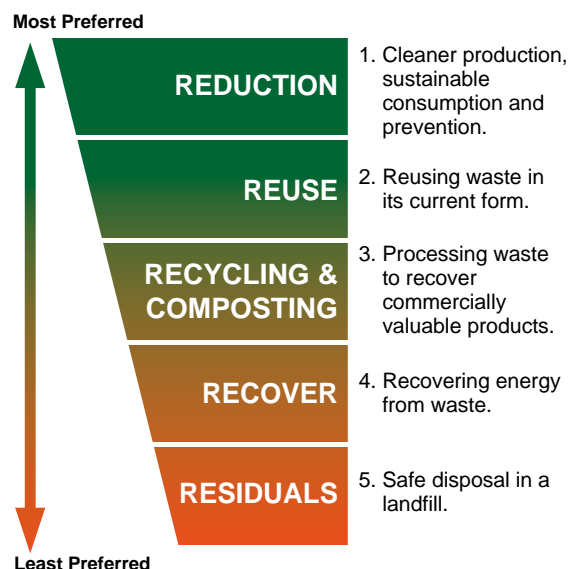 Most Preferred
REDUCTION
1. Cleaner production,
sustainable
consumption and
prevention.
REUSE
2. Reusing waste in
its current form.
RECYCLING &
COMPOSTING
3. Processing waste
to recover
commercially
valuable products.
RECOVER
4. Recovering energy
from waste.
RESIDUALS
5. Safe disposal in a
landfill.
Least Preferred